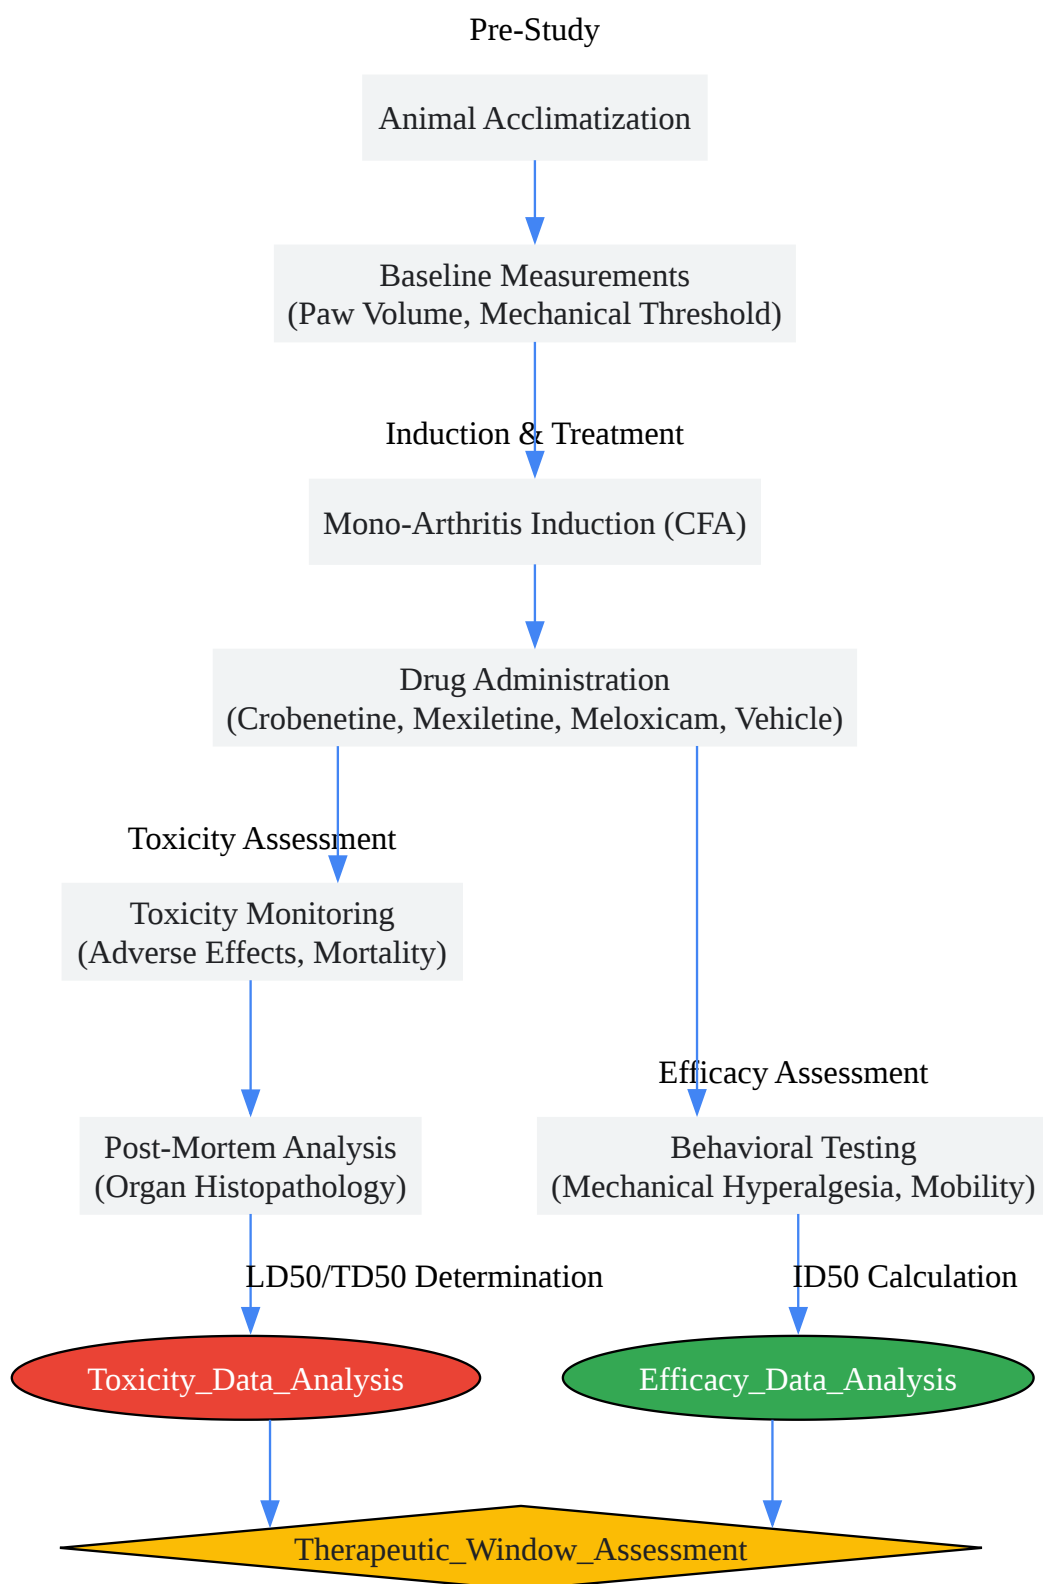 Pre-Study
Animal Acclimatization
Baseline Measurements
(Paw Volume, Mechanical Threshold)
Induction & Treatment
Mono-Arthritis Induction (CFA)
Drug Administration
(Crobenetine, Mexiletine, Meloxicam, Vehicle)
Toxicity Assessment
Toxicity Monitoring
(Adverse Effects, Mortality)
Efficacy Assessment
Post-Mortem Analysis
(Organ Histopathology)
Behavioral Testing
(Mechanical Hyperalgesia, Mobility)
LD50/TD50 Determination
ID50 Calculation
Toxicity_Data_Analysis
Efficacy_Data_Analysis
Therapeutic_Window_Assessment